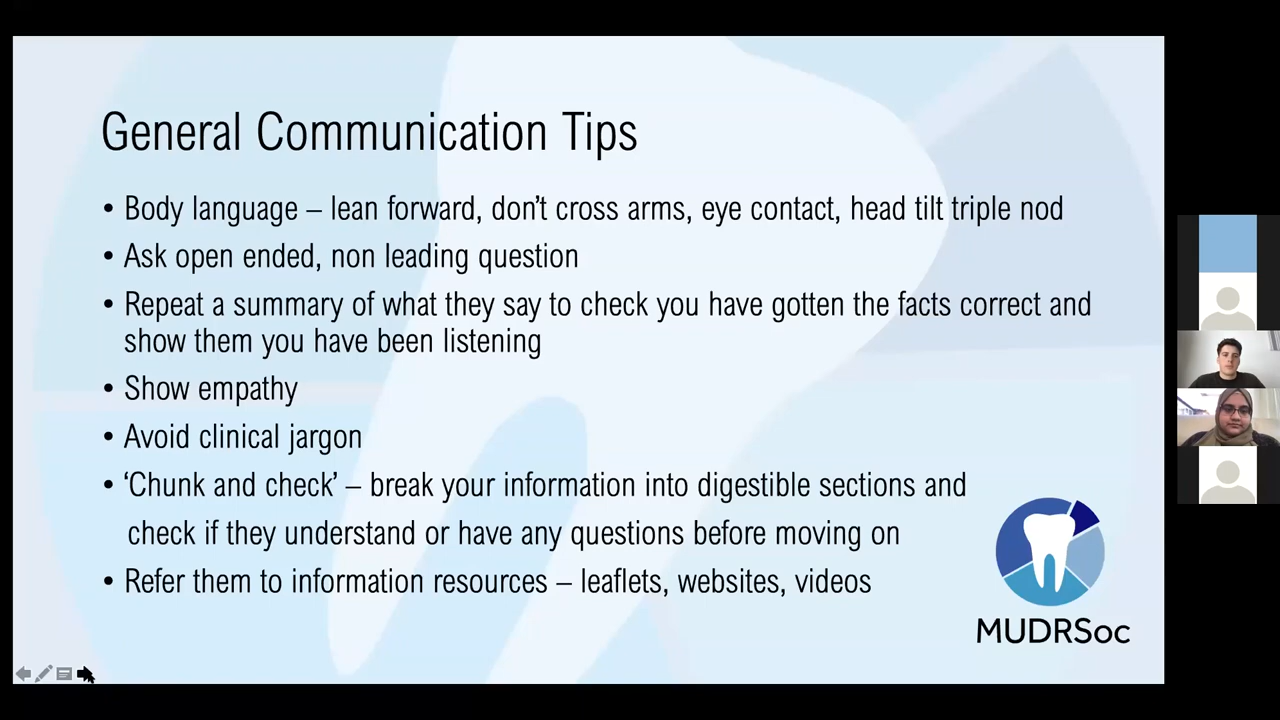 General Communication Tips
• Body language – lean forward, don’t cross arms, eye contact, head tilt triple nod
• Ask open ended, non leading question
• Repeat a summary of what they say to check you have gotten the facts correct and
show them you have been listening
• Show empathy
• Avoid clinical jargon
• ‘Chunk and check’ – break your information into digestible sections and
check if they understand or have any questions before moving on
• Refer them to information resources – leaflets, websites, videos
MUDRSoc